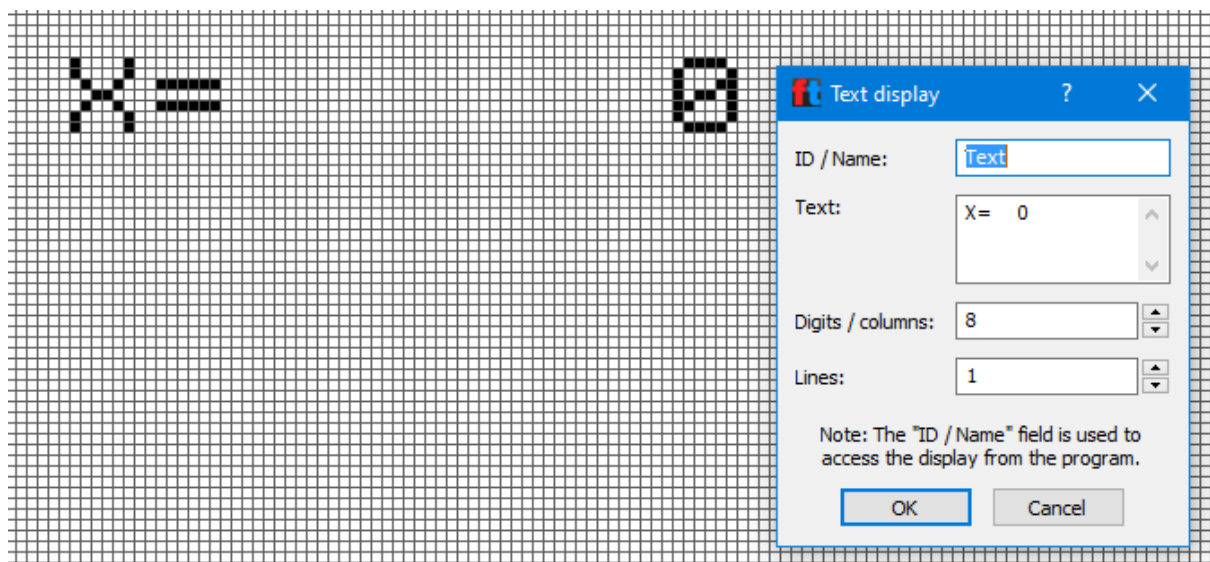 X= 0
ft Text display ? ×
ID / Name: Text
Text: X= 0
Digits / columns: 8
Lines: 1
Note: The "ID / Name" field is used to
access the display from the program.
OK Cancel